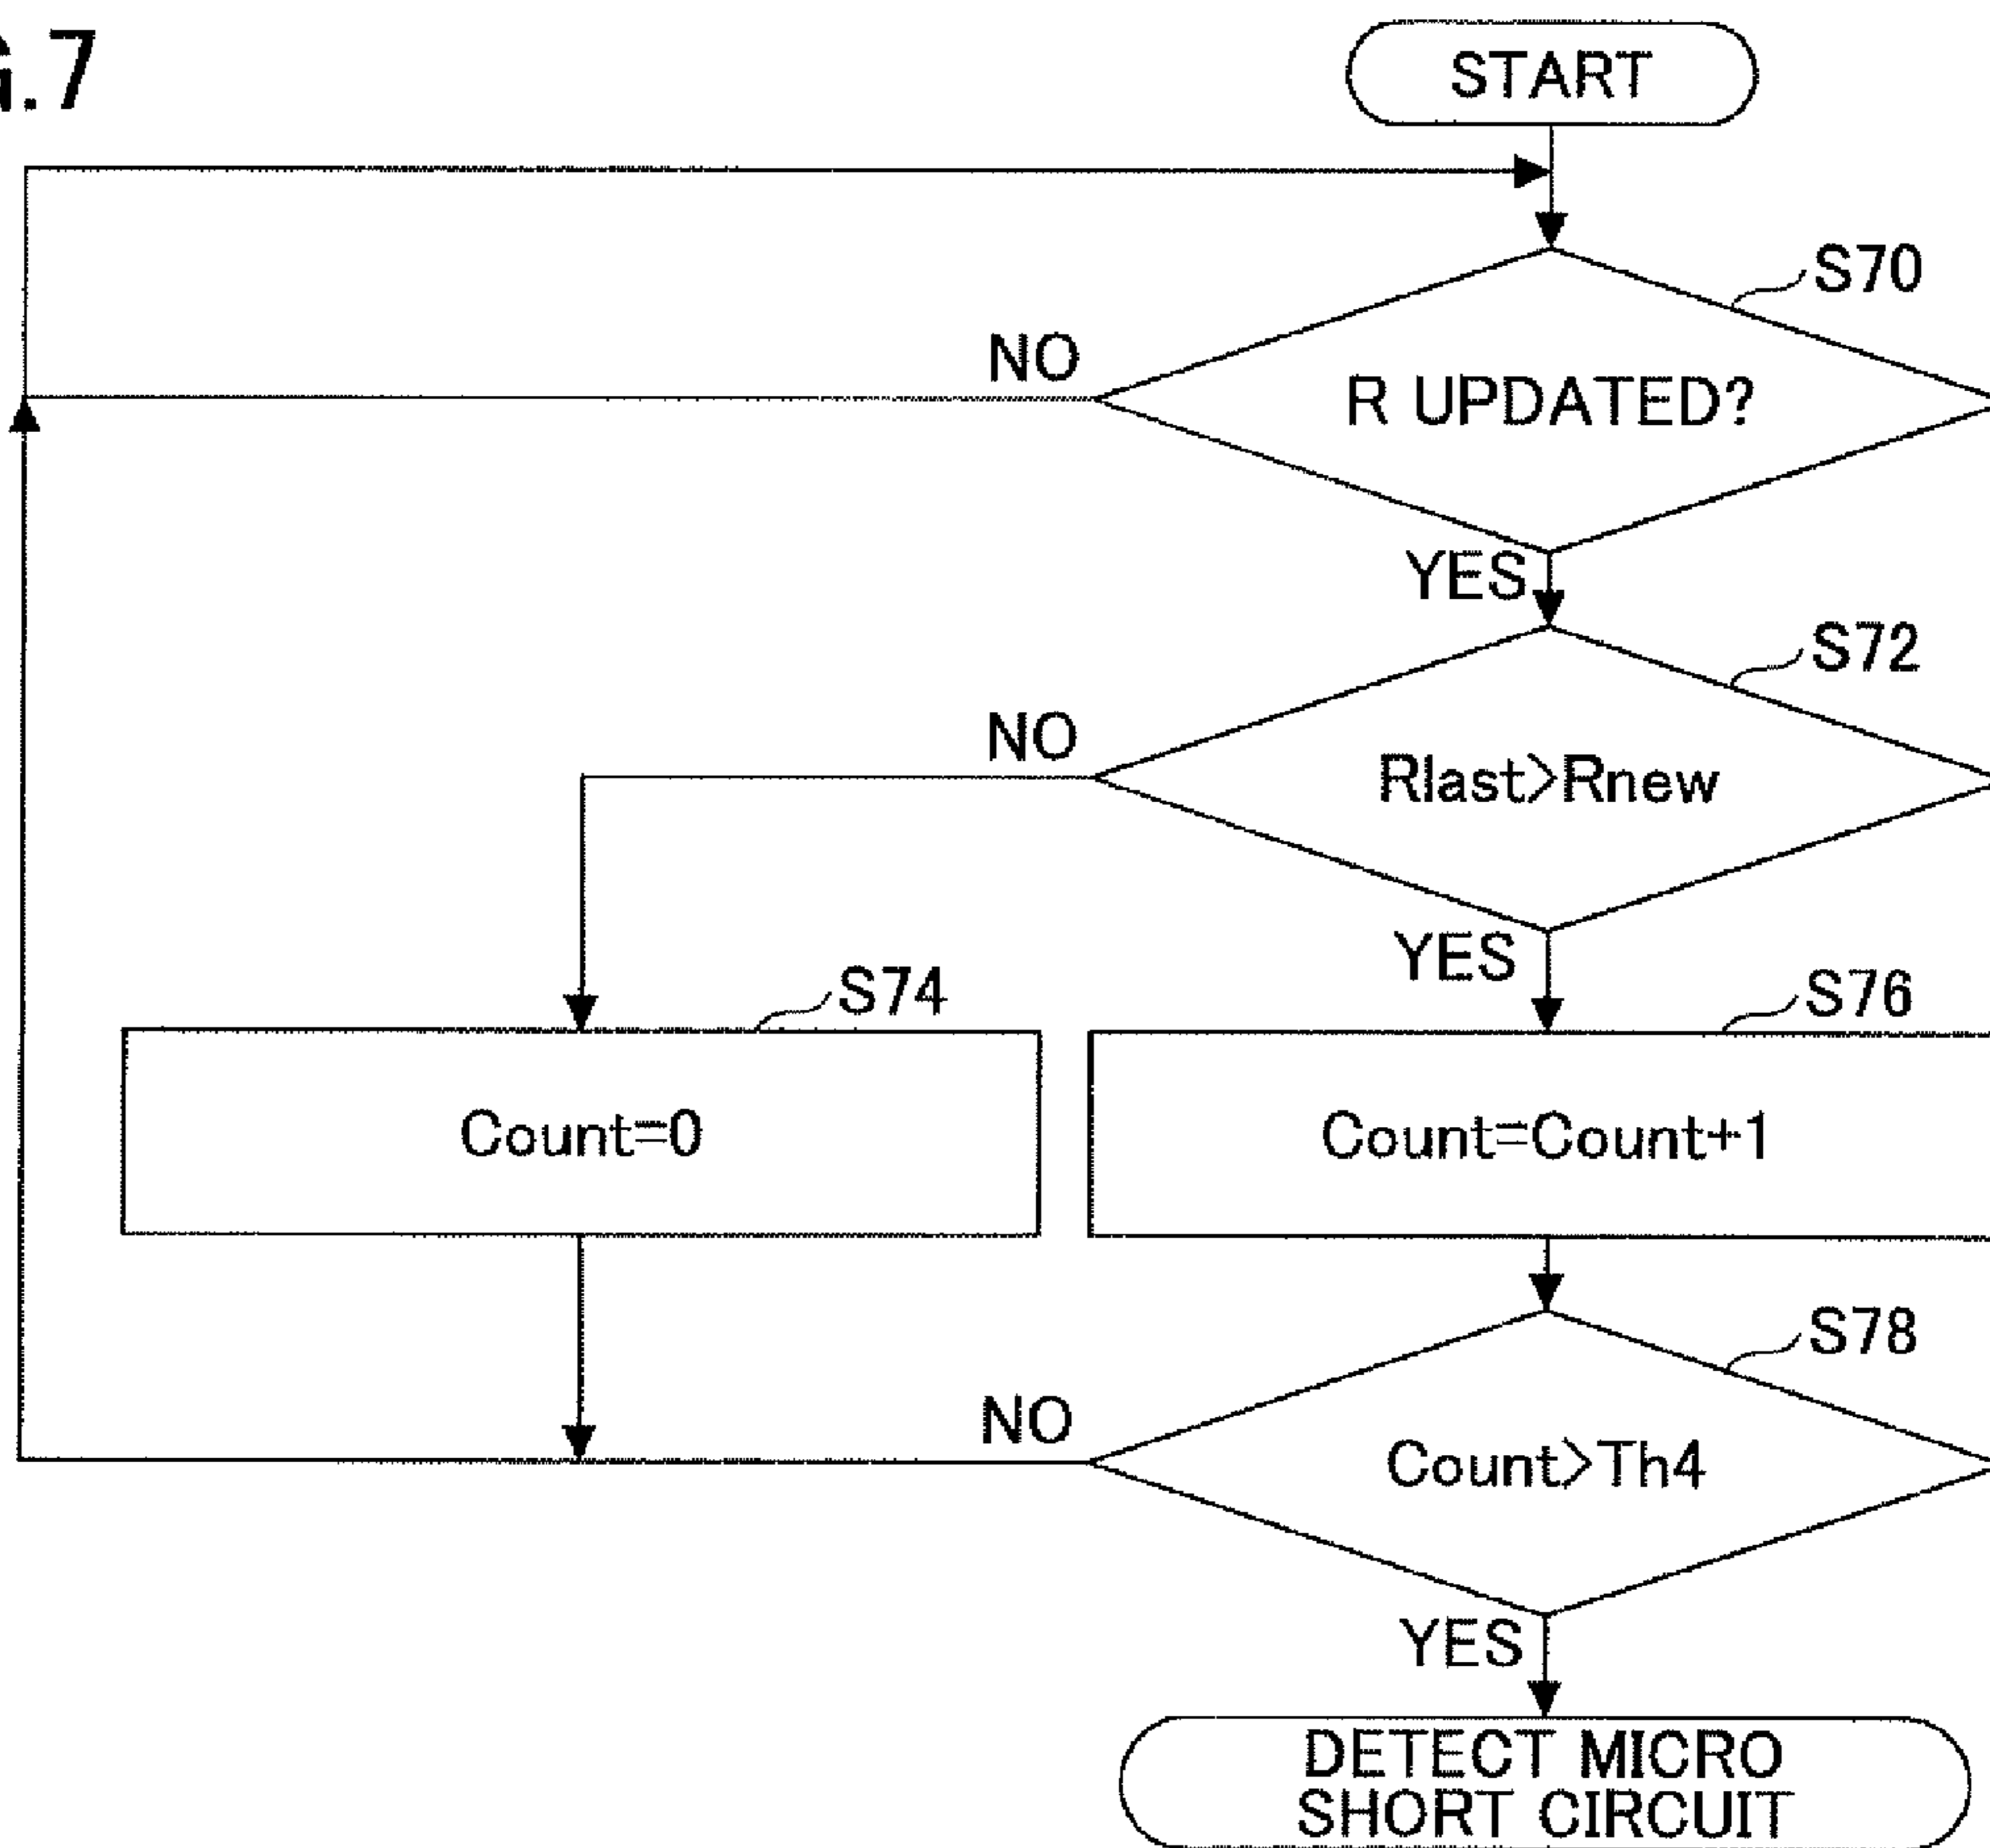 G.7
START
S70
NO
R UPDATED?
YES
S72
NO
Rlast>Rnew
YES
S74
S76
Count=0
Count=Count+1
S78
NO
Count>Th4
YES
DETECT MICRO
SHORT CIRCUIT